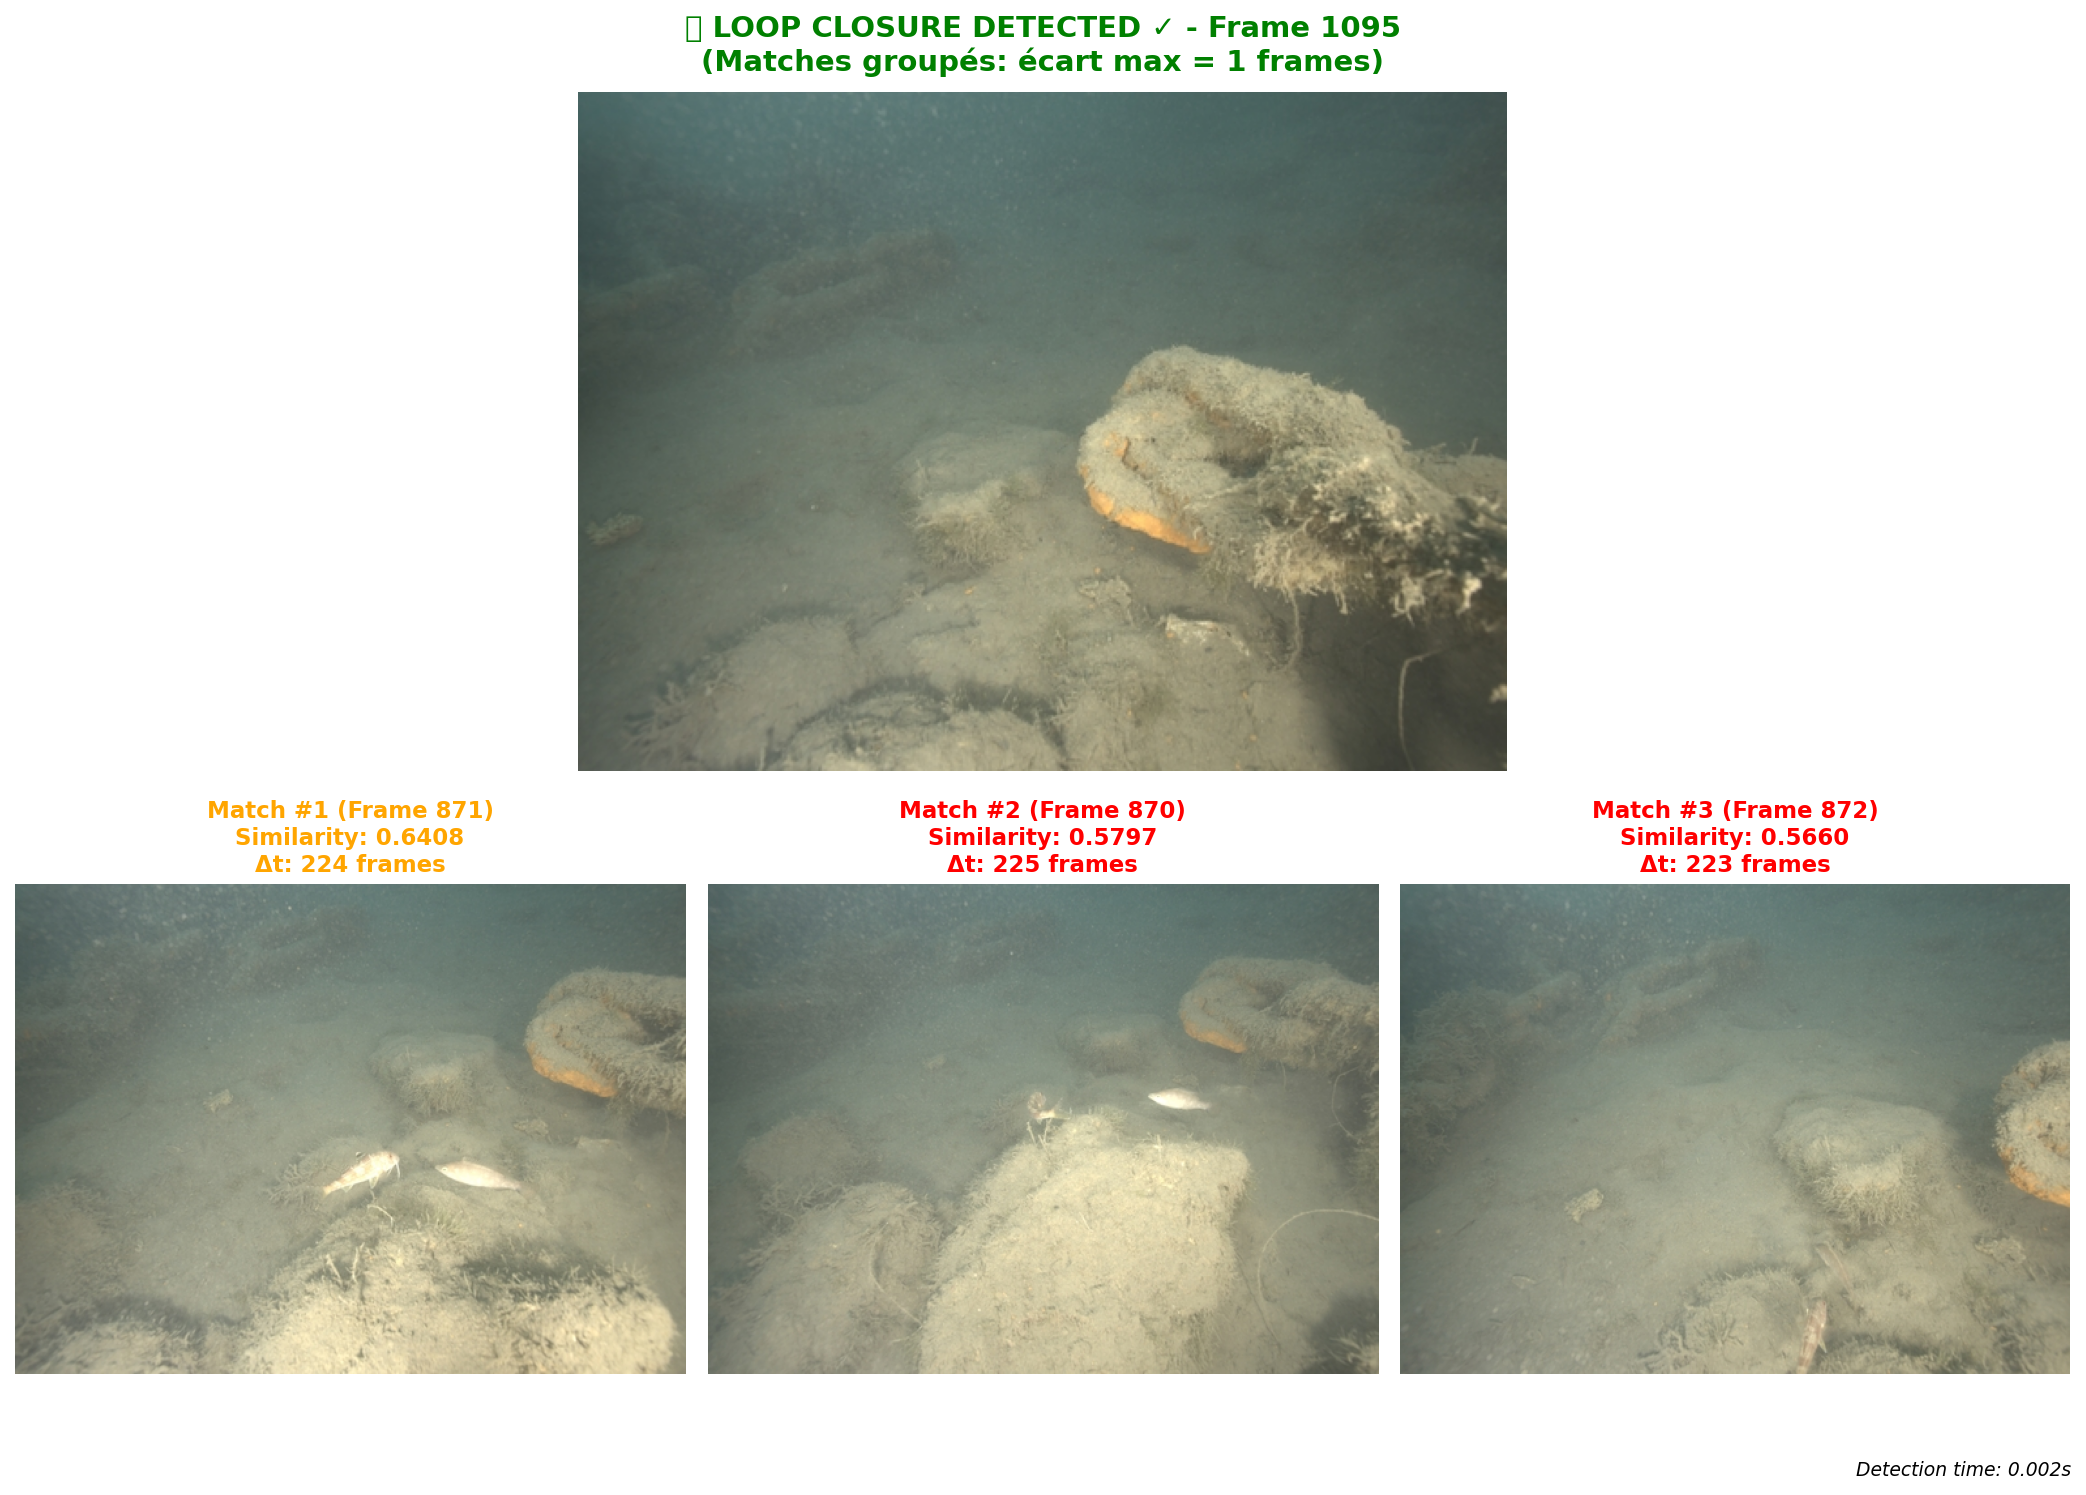 LOOP CLOSURE DETECTED ✓ - Frame 1095
(Matches groupés: écart max = 1 frames)
Match #1 (Frame 871)
Similarity: 0.6408
Δt: 224 frames
Match #2 (Frame 870)
Similarity: 0.5797
Δt: 225 frames
Match #3 (Frame 872)
Similarity: 0.5660
Δt: 223 frames
Detection time: 0.002s